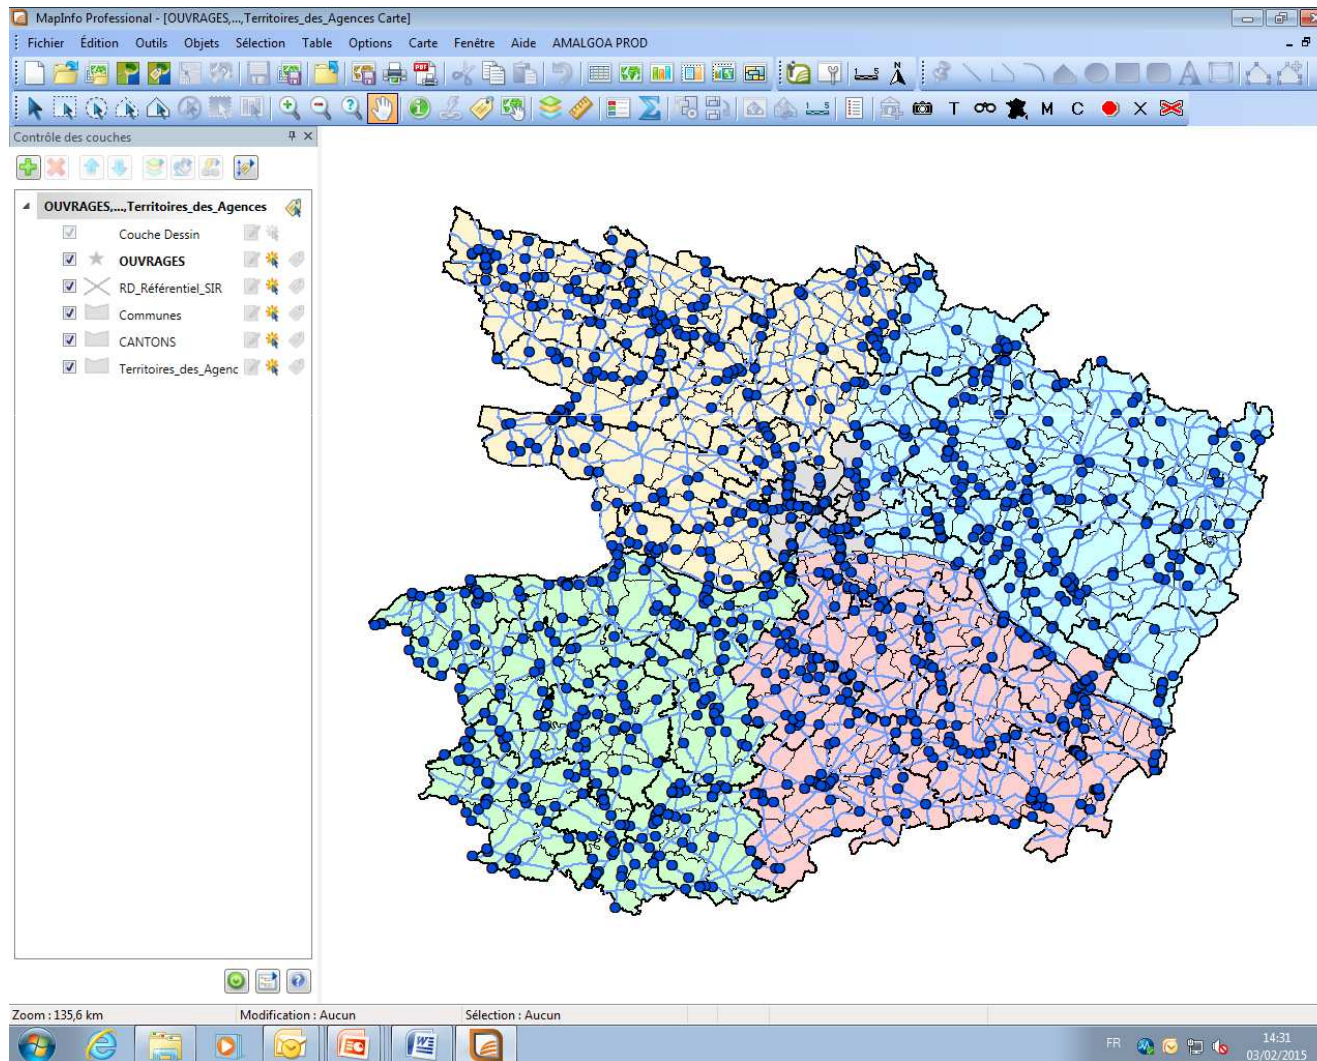 MapInfo Professional - [OUVRAGES,...,Territoires_des_Agences Carte]
Fichier Édition Outils Objets Sélection Table Options Carte Fenêtre Aide AMALGOA PROD
T M C X
Contrôle des couches
OUVRAGES,...,Territoires_des_Agences
Couche Dessin
OUVRAGES
RD_Référentiel_SIR
Communes
CANTONS
Territoires_des_Agenc
Zoom : 135,6 km Modification : Aucun Sélection : Aucun
FR 14:31
03/02/2015